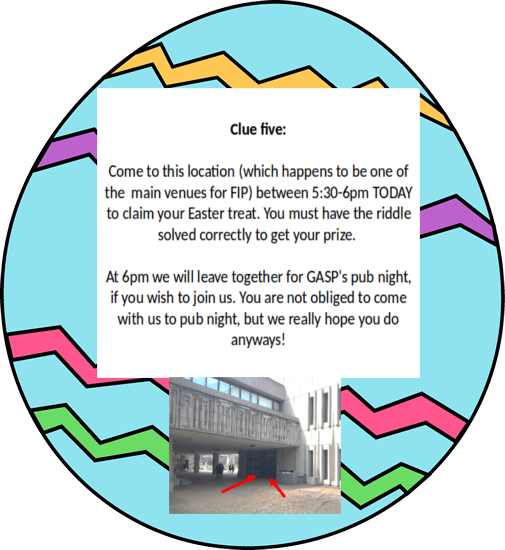 Clue five:
Come to this location (which happens to be one of
the main venues for FIP) between 5:30-6pm TODAY
to claim your Easter treat. You must have the riddle
solved correctly to get your prize.
At 6pm we will leave together for GASP's pub night,
if you wish to join us. You are not obliged to come
with us to pub night, but we really hope you do
anyways!